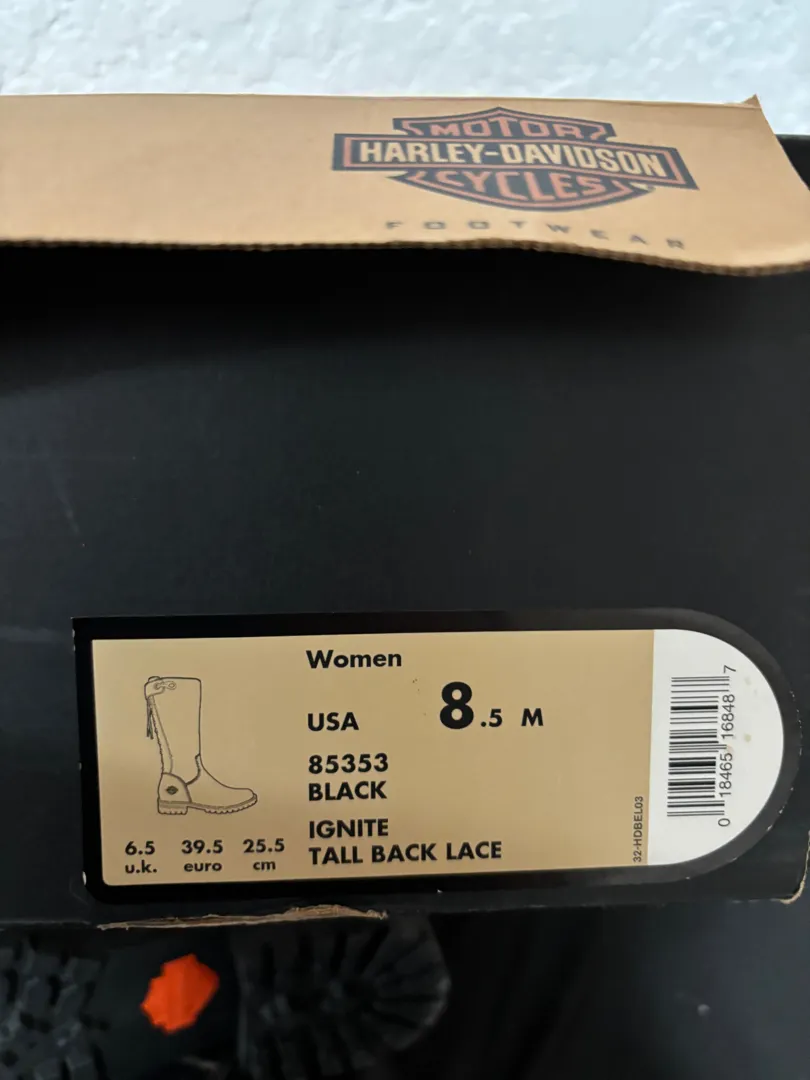 MOTOR
HARLEY-DAVIDSON
CYCLES
FOOTWEAR
Women
USA 8.5 M
85353
BLACK
IGNITE
TALL BACK LACE
6.5 39.5 25.5
u.k. euro cm
32-HDBEL03
0 18465 16848 7